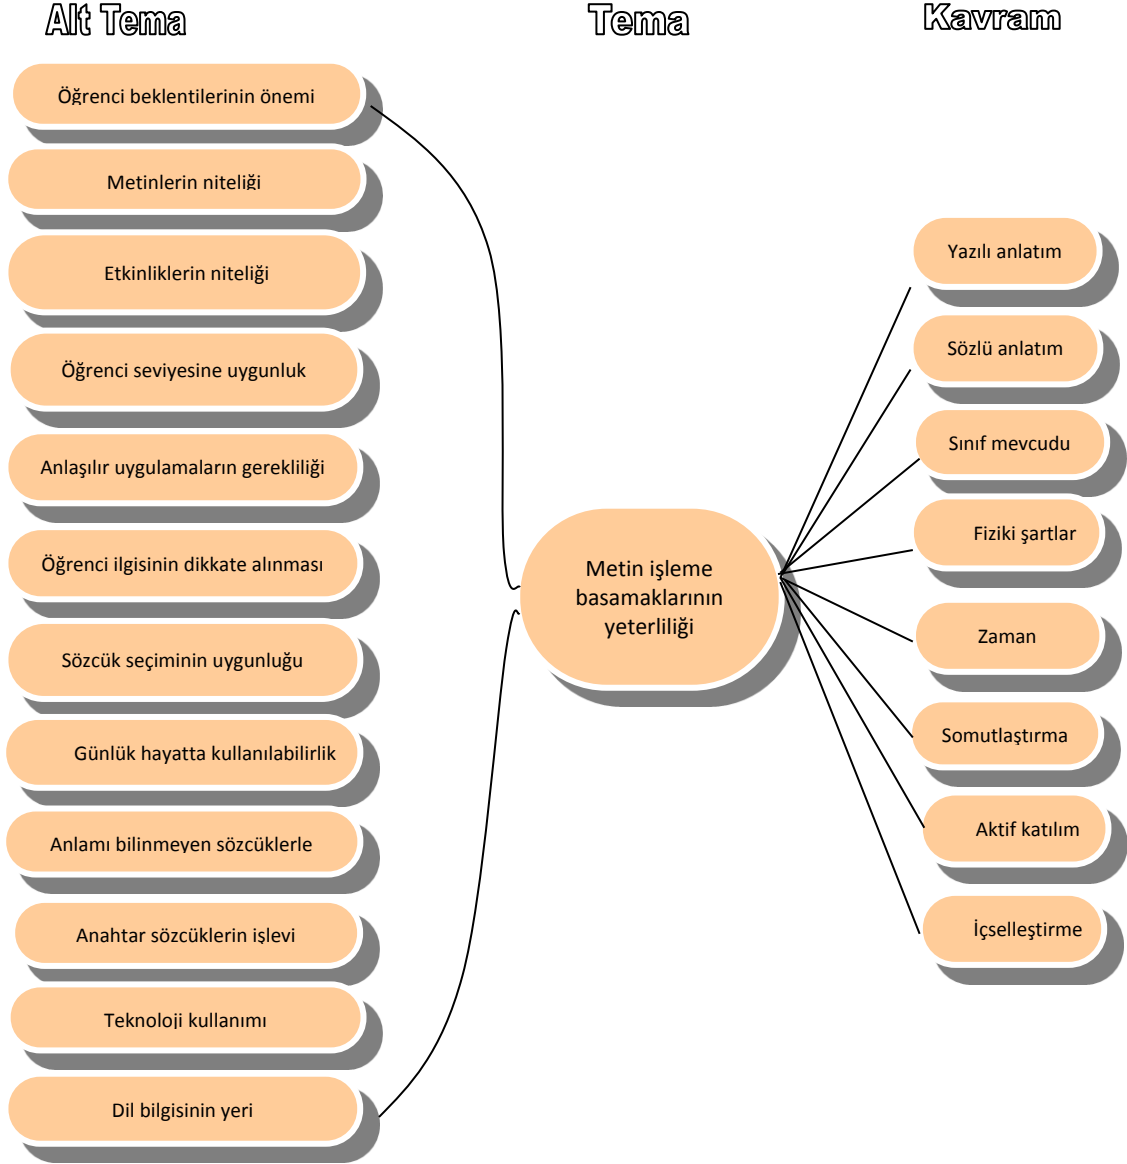 Alt Tema
Tema
Kavram
Öğrenci beklentilerinin önemi
Metinlerin niteliği
Etkinliklerin niteliği
Öğrenci seviyesine uygunluk
Anlaşılır uygulamaların gerekliliği
Öğrenci ilgisinin dikkate alınması
Sözcük seçiminin uygunluğu
Günlük hayatta kullanılabilirlik
Anlamı bilinmeyen sözcüklerle
Anahtar sözcüklerin işlevi
Teknoloji kullanımı
Dil bilgisinin yeri
Metin işleme
basamaklarının
yeterliliği
Yazılı anlatım
Sözlü anlatım
Sınıf mevcudu
Fiziki şartlar
Zaman
Somutlaştırma
Aktif katılım
İçselleştirme